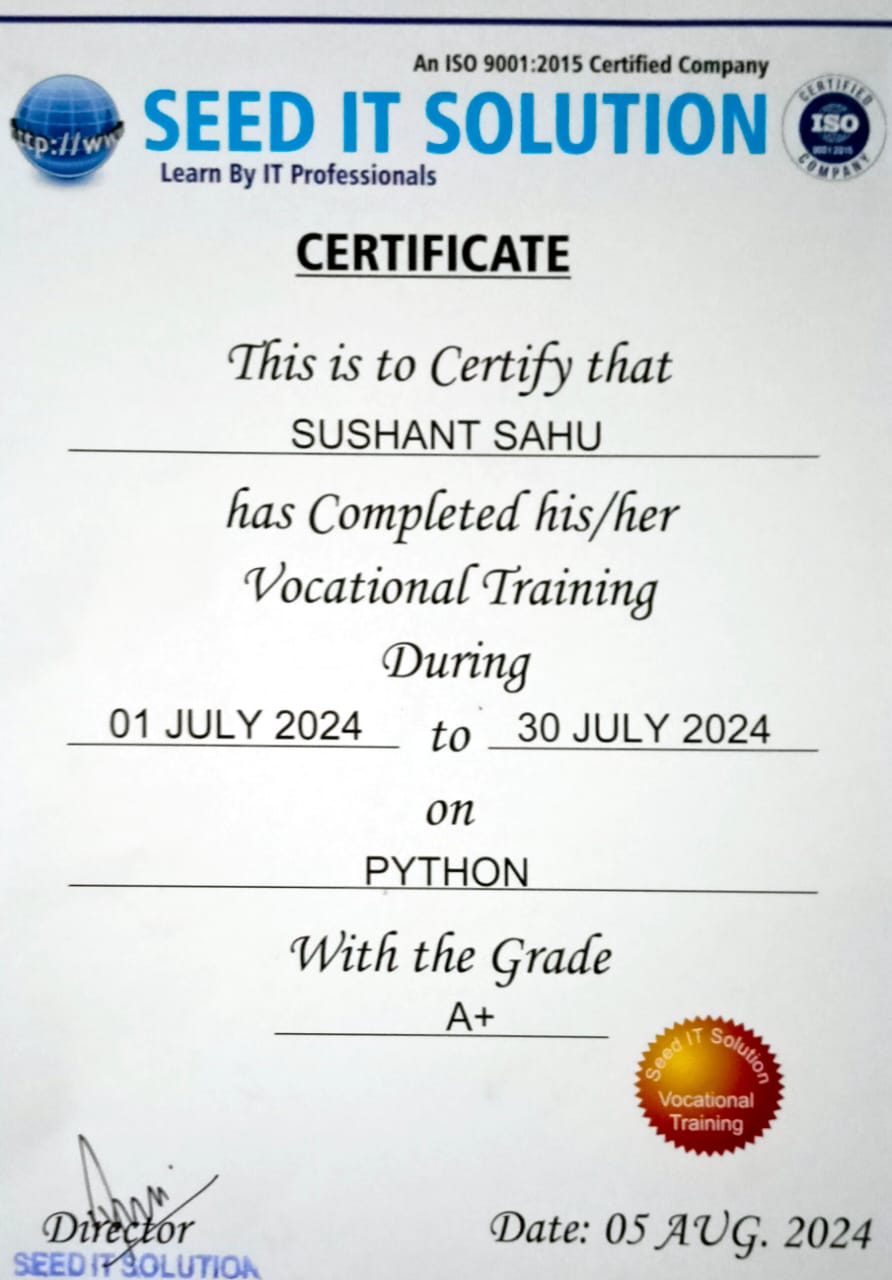 An ISO 9001:2015 Certified Company
SEED IT SOLUTION
Learn By IT Professionals
CERTIFIED
ISO
9001:2015
COMPANY
CERTIFICATE
This is to Certify that
SUSHANT SAHU
has Completed his/her
Vocational Training
During
01 JULY 2024 to 30 JULY 2024
on
PYTHON
With the Grade
A+
Seed IT Solution
Vocational
Training
Director
SEED IT SOLUTION
Date: 05 AUG. 2024